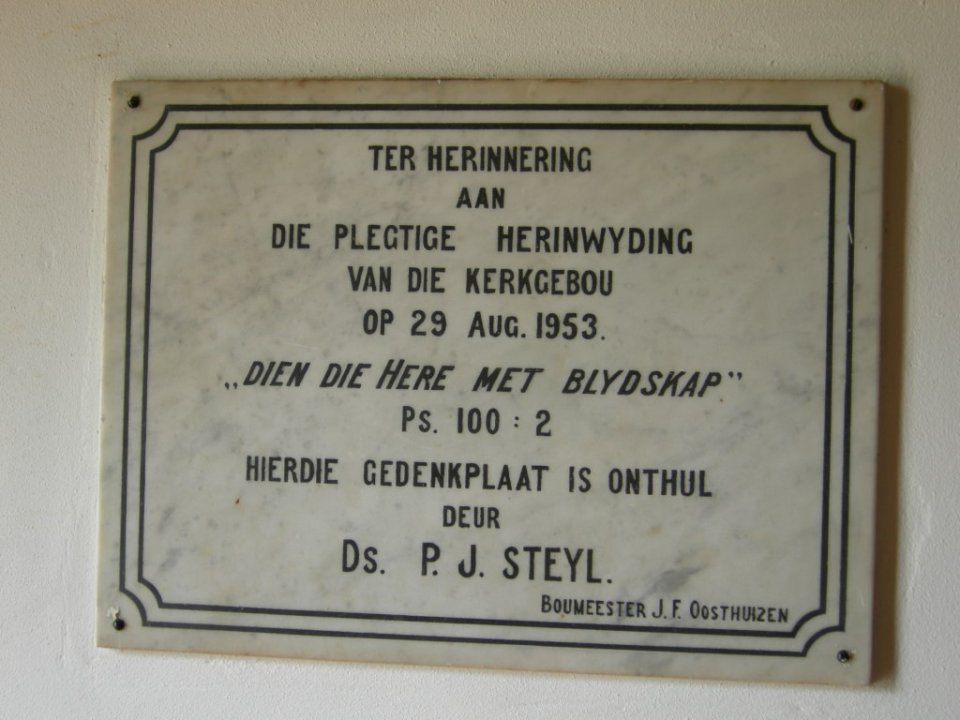 TER HERINNERING
AAN
DIE PLEGTIGE HERINWYDING
VAN DIE KERKGEBOU
OP 29 AUG. 1953.
„DIEN DIE HERE MET BLYDSKAP”
PS. 100 : 2
HIERDIE GEDENKPLAAT IS ONTHUL
DEUR
DS. P. J. STEYL.
BOUMEESTER J. F. OOSTHUIZEN